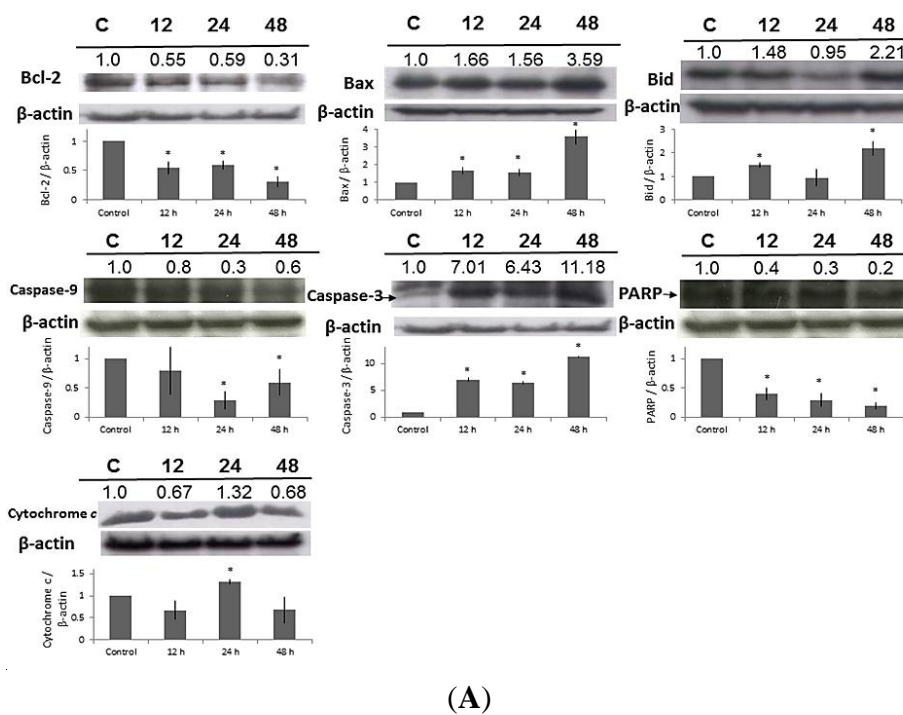 C 12 24 48
1.0 0.55 0.59 0.31
Bcl-2
β-actin
Bcl-2 / β-actin
1
0.5
0
* * *
Control 12 h 24 h 48 h
C 12 24 48
1.0 1.66 1.56 3.59
Bax
β-actin
Bax / β-actin
4
3
2
1
0
* * *
Control 12 h 24 h 48 h
C 12 24 48
1.0 1.48 0.95 2.21
Bid
β-actin
Bid / β-actin
3
2
1
0
* *
Control 12 h 24 h 48 h
C 12 24 48
1.0 0.8 0.3 0.6
Caspase-9
β-actin
Caspase-9 / β-actin
1
0.5
0
* *
Control 12 h 24 h 48 h
C 12 24 48
1.0 7.01 6.43 11.18
Caspase-3
β-actin
Caspase-3 / β-actin
10
5
0
* * *
Control 12 h 24 h 48 h
C 12 24 48
1.0 0.4 0.3 0.2
PARP
β-actin
PARP / β-actin
1
0.5
0
* * *
Control 12 h 24 h 48 h
C 12 24 48
1.0 0.67 1.32 0.68
Cytochrome c
β-actin
Cytochrome c /
β-actin
1.5
1
0.5
0
*
Control 12 h 24 h 48 h
(A)